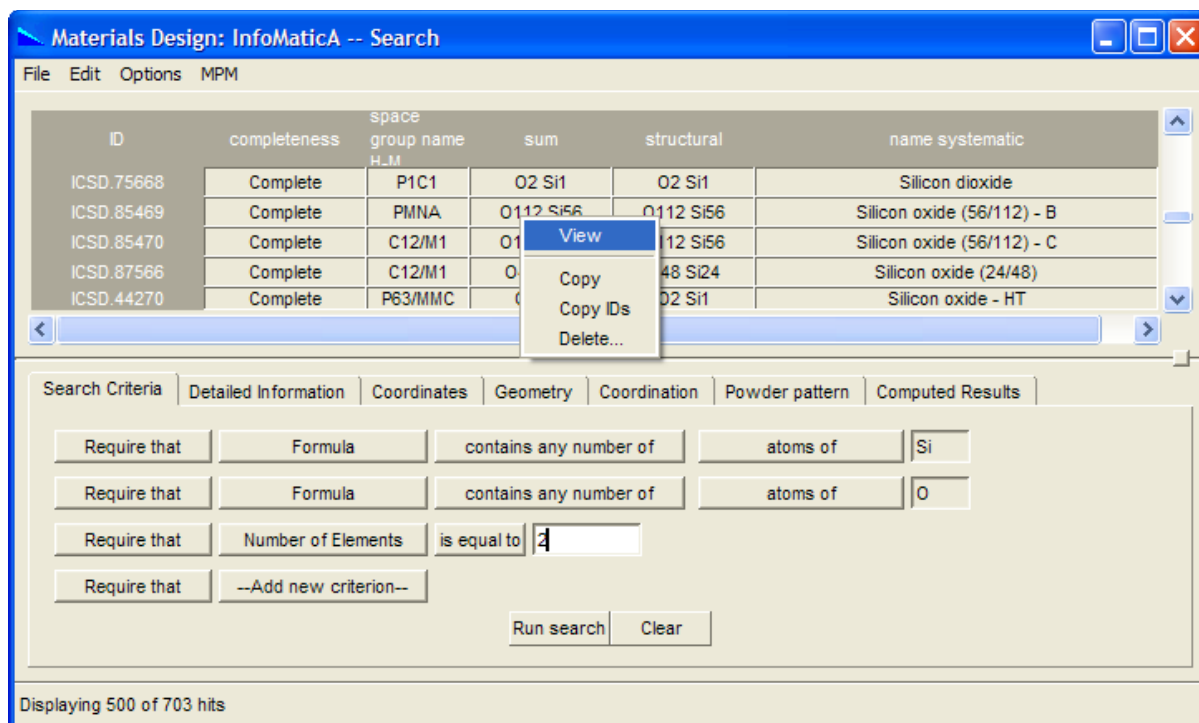 Materials Design: InfoMaticA -- Search
File Edit Options MPM
ID completeness space group name H-M sum structural name systematic
ICSD.75668 Complete P1C1 O2 Si1 O2 Si1 Silicon dioxide
ICSD.85469 Complete PMNA O112 Si56 O112 Si56 Silicon oxide (56/112) - B
ICSD.85470 Complete C12/M1 O1 112 Si56 Silicon oxide (56/112) - C
ICSD.87566 Complete C12/M1 48 Si24 Silicon oxide (24/48)
ICSD.44270 Complete P63/MMC O2 Si1 Silicon oxide - HT
View
Copy
Copy IDs
Delete...
Search Criteria Detailed Information Coordinates Geometry Coordination Powder pattern Computed Results
Require that Formula contains any number of atoms of Si
Require that Formula contains any number of atoms of O
Require that Number of Elements is equal to 2
Require that --Add new criterion--
Run search Clear
Displaying 500 of 703 hits